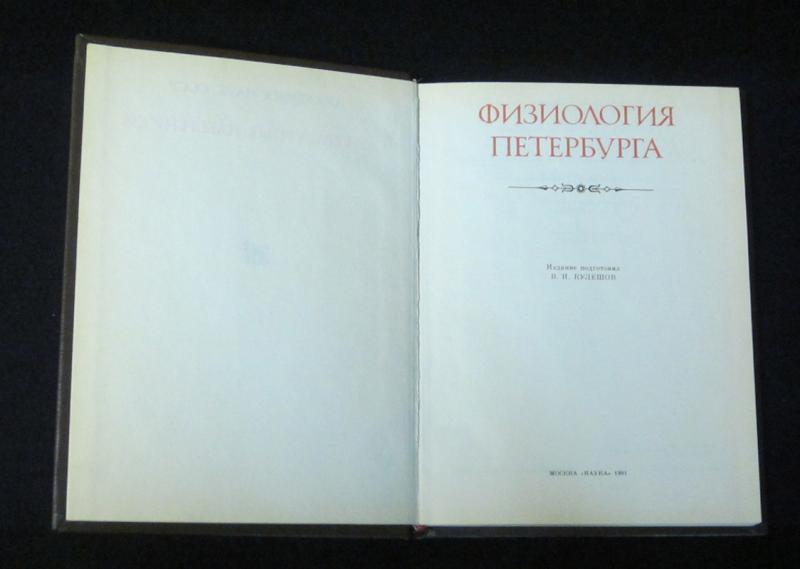 ФИЗИОЛОГИЯ
ПЕТЕРБУРГА
Издание подготовил
В. И. КУЛЕШОВ
МОСКВА «НАУКА» 1991